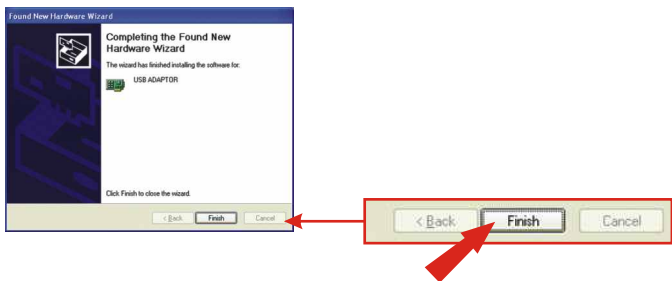 Found New Hardware Wizard
Completing the Found New
Hardware Wizard
The wizard has finished installing the software for:
USB ADAPTOR
Click Finish to close the wizard.
< Back Finish Cancel
< Back Finish Cancel